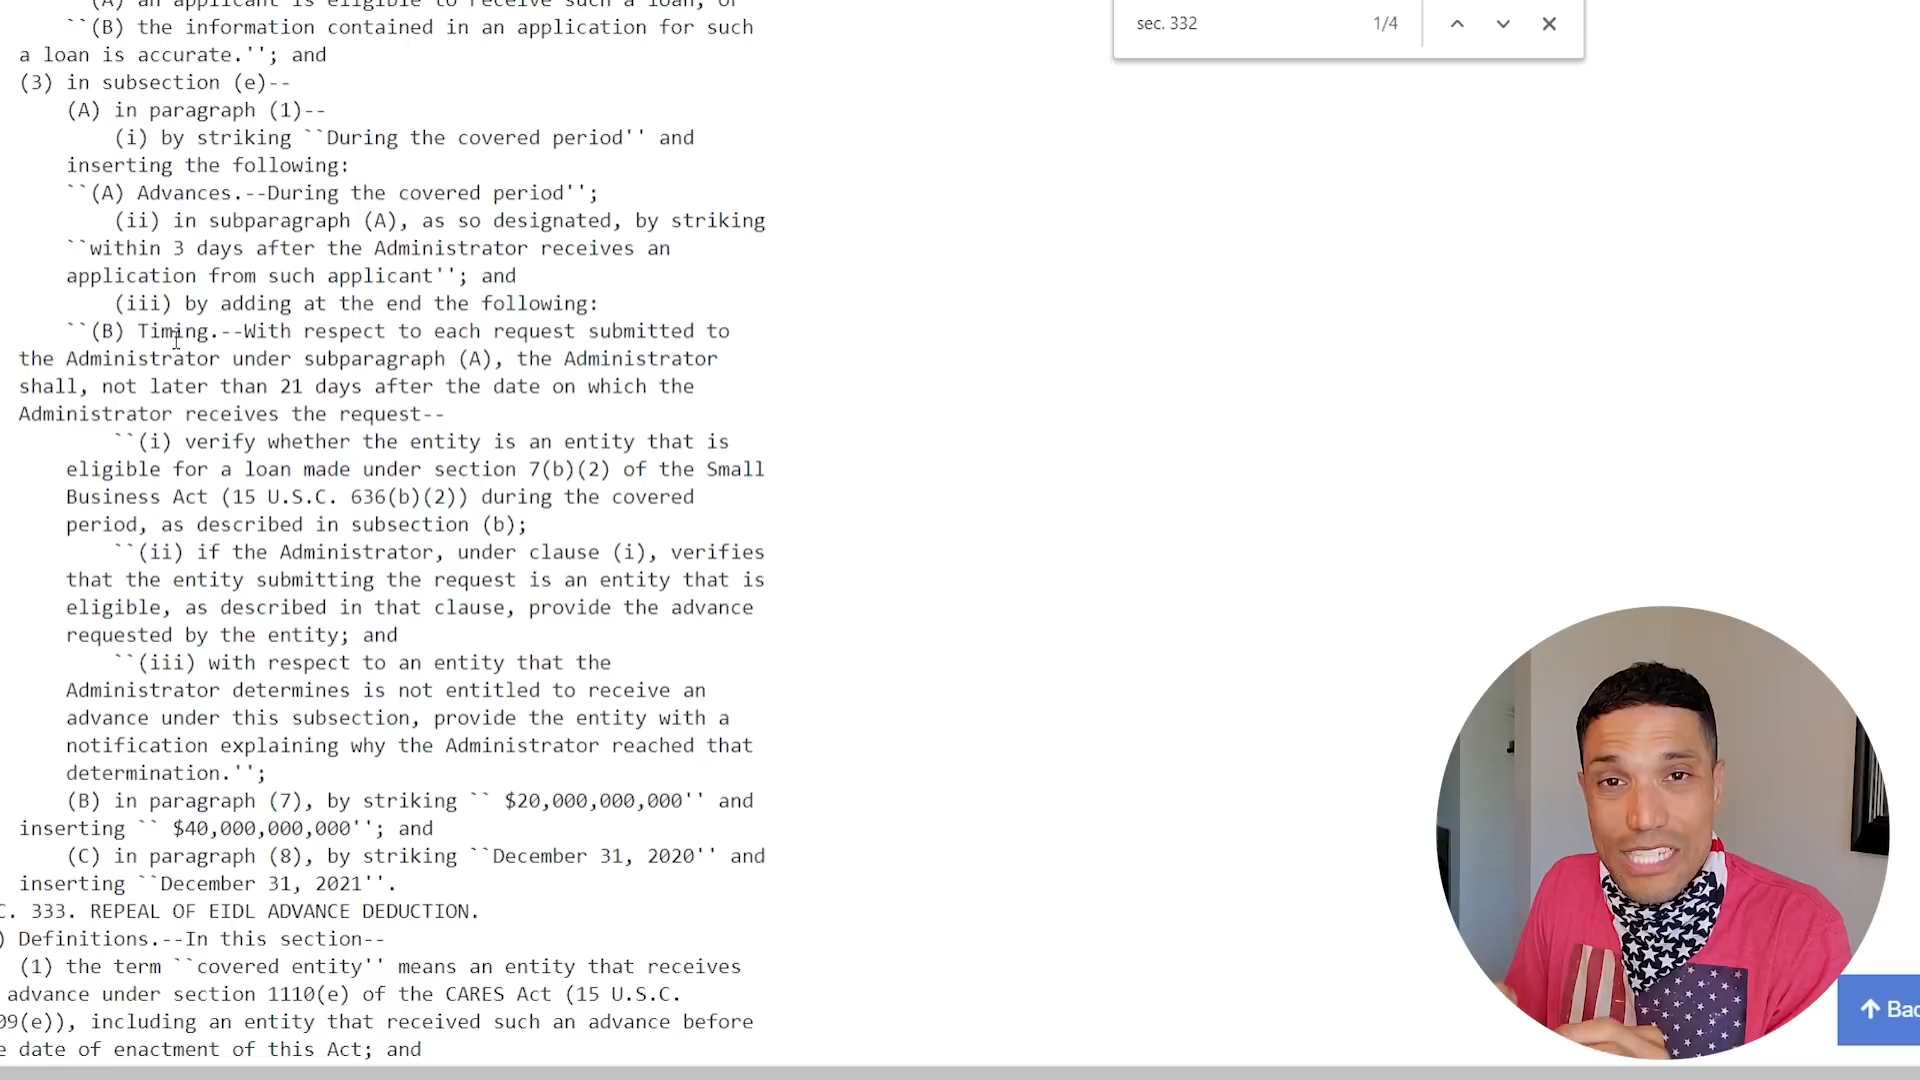 (A) an applicant is eligible to receive such a loan; or
``(B) the information contained in an application for such
a loan is accurate.''; and
(3) in subsection (e)--
(A) in paragraph (1)--
(i) by striking ``During the covered period'' and
inserting the following:
``(A) Advances.--During the covered period'';
(ii) in subparagraph (A), as so designated, by striking
``within 3 days after the Administrator receives an
application from such applicant''; and
(iii) by adding at the end the following:
``(B) Timing.--With respect to each request submitted to
the Administrator under subparagraph (A), the Administrator
shall, not later than 21 days after the date on which the
Administrator receives the request--
``(i) verify whether the entity is an entity that is
eligible for a loan made under section 7(b)(2) of the Small
Business Act (15 U.S.C. 636(b)(2)) during the covered
period, as described in subsection (b);
``(ii) if the Administrator, under clause (i), verifies
that the entity submitting the request is an entity that is
eligible, as described in that clause, provide the advance
requested by the entity; and
``(iii) with respect to an entity that the
Administrator determines is not entitled to receive an
advance under this subsection, provide the entity with a
notification explaining why the Administrator reached that
determination.'';
(B) in paragraph (7), by striking `` $20,000,000,000'' and
inserting `` $40,000,000,000''; and
(C) in paragraph (8), by striking ``December 31, 2020'' and
inserting ``December 31, 2021''.
C. 333. REPEAL OF EIDL ADVANCE DEDUCTION.
) Definitions.--In this section--
(1) the term ``covered entity'' means an entity that receives
advance under section 1110(e) of the CARES Act (15 U.S.C.
09(e)), including an entity that received such an advance before
e date of enactment of this Act; and
sec. 332 1/4
Bac